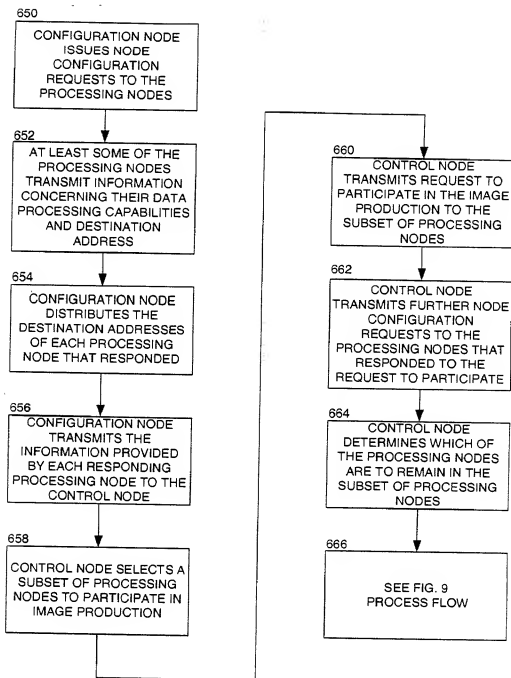 650
CONFIGURATION NODE
ISSUES NODE
CONFIGURATION
REQUESTS TO THE
PROCESSING NODES
652
AT LEAST SOME OF THE
PROCESSING NODES
TRANSMIT INFORMATION
CONCERNING THEIR DATA
PROCESSING CAPABILITIES
AND DESTINATION
ADDRESS
654
CONFIGURATION NODE
DISTRIBUTES THE
DESTINATION ADDRESSES
OF EACH PROCESSING
NODE THAT RESPONDED
656
CONFIGURATION NODE
TRANSMITS THE
INFORMATION PROVIDED
BY EACH RESPONDING
PROCESSING NODE TO THE
CONTROL NODE
658
CONTROL NODE SELECTS A
SUBSET OF PROCESSING
NODES TO PARTICIPATE IN
IMAGE PRODUCTION
660
CONTROL NODE
TRANSMITS REQUEST TO
PARTICIPATE IN THE IMAGE
PRODUCTION TO THE
SUBSET OF PROCESSING
NODES
662
CONTROL NODE
TRANSMITS FURTHER NODE
CONFIGURATION
REQUESTS TO THE
PROCESSING NODES THAT
RESPONDED TO THE
REQUEST TO PARTICIPATE
664
CONTROL NODE
DETERMINES WHICH OF
THE PROCESSING NODES
ARE TO REMAIN IN THE
SUBSET OF PROCESSING
NODES
666
SEE FIG. 9
PROCESS FLOW